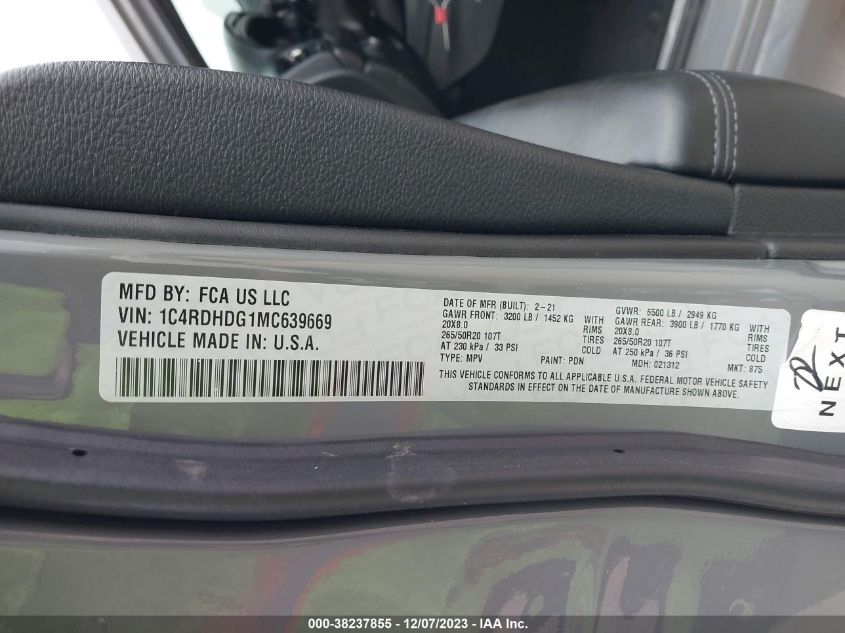 MFD BY: FCA US LLC
VIN: 1C4RDHDG1MC639669
VEHICLE MADE IN: U.S.A.
DATE OF MFR (BUILT): 2-21
GAWR FRONT: 3200 LB / 1452 KG WITH
20X8.0 RIMS
265/50R20 107T TIRES
AT 230 kPa / 33 PSI COLD
TYPE: MPV PAINT: PDN
GVWR: 6500 LB / 2949 KG
GAWR REAR: 3900 LB / 1770 KG WITH
20X8.0 RIMS
265/50R20 107T TIRES
AT 250 kPa / 36 PSI COLD
MDH: 021312 MKT: 875
THIS VEHICLE CONFORMS TO ALL APPLICABLE U.S.A. FEDERAL MOTOR VEHICLE SAFETY
STANDARDS IN EFFECT ON THE DATE OF MANUFACTURE SHOWN ABOVE.
NEXT
000-38237855 - 12/07/2023 - IAA Inc.